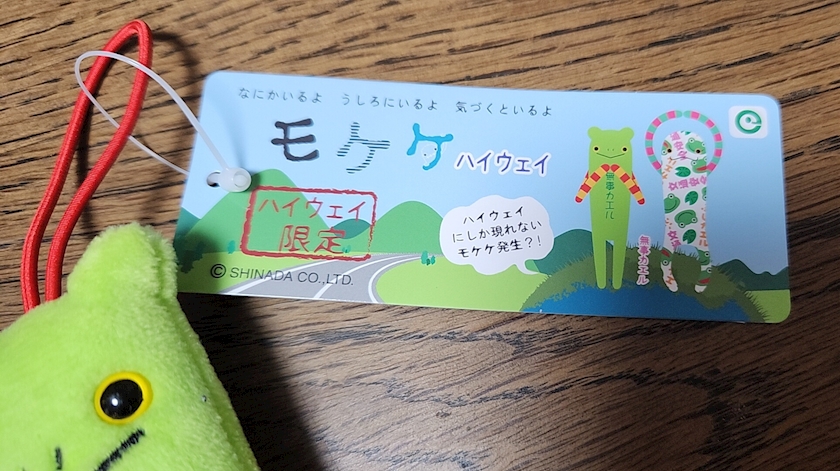 なにかいるよ　うしろにいるよ　気づくといるよ
モケケ ハイウェイ
ハイウェイ
限定
ハイウェイ
にしか現れない
モケケ発生?!
無事カエル
無事カエル
© SHINADA CO.,LTD.